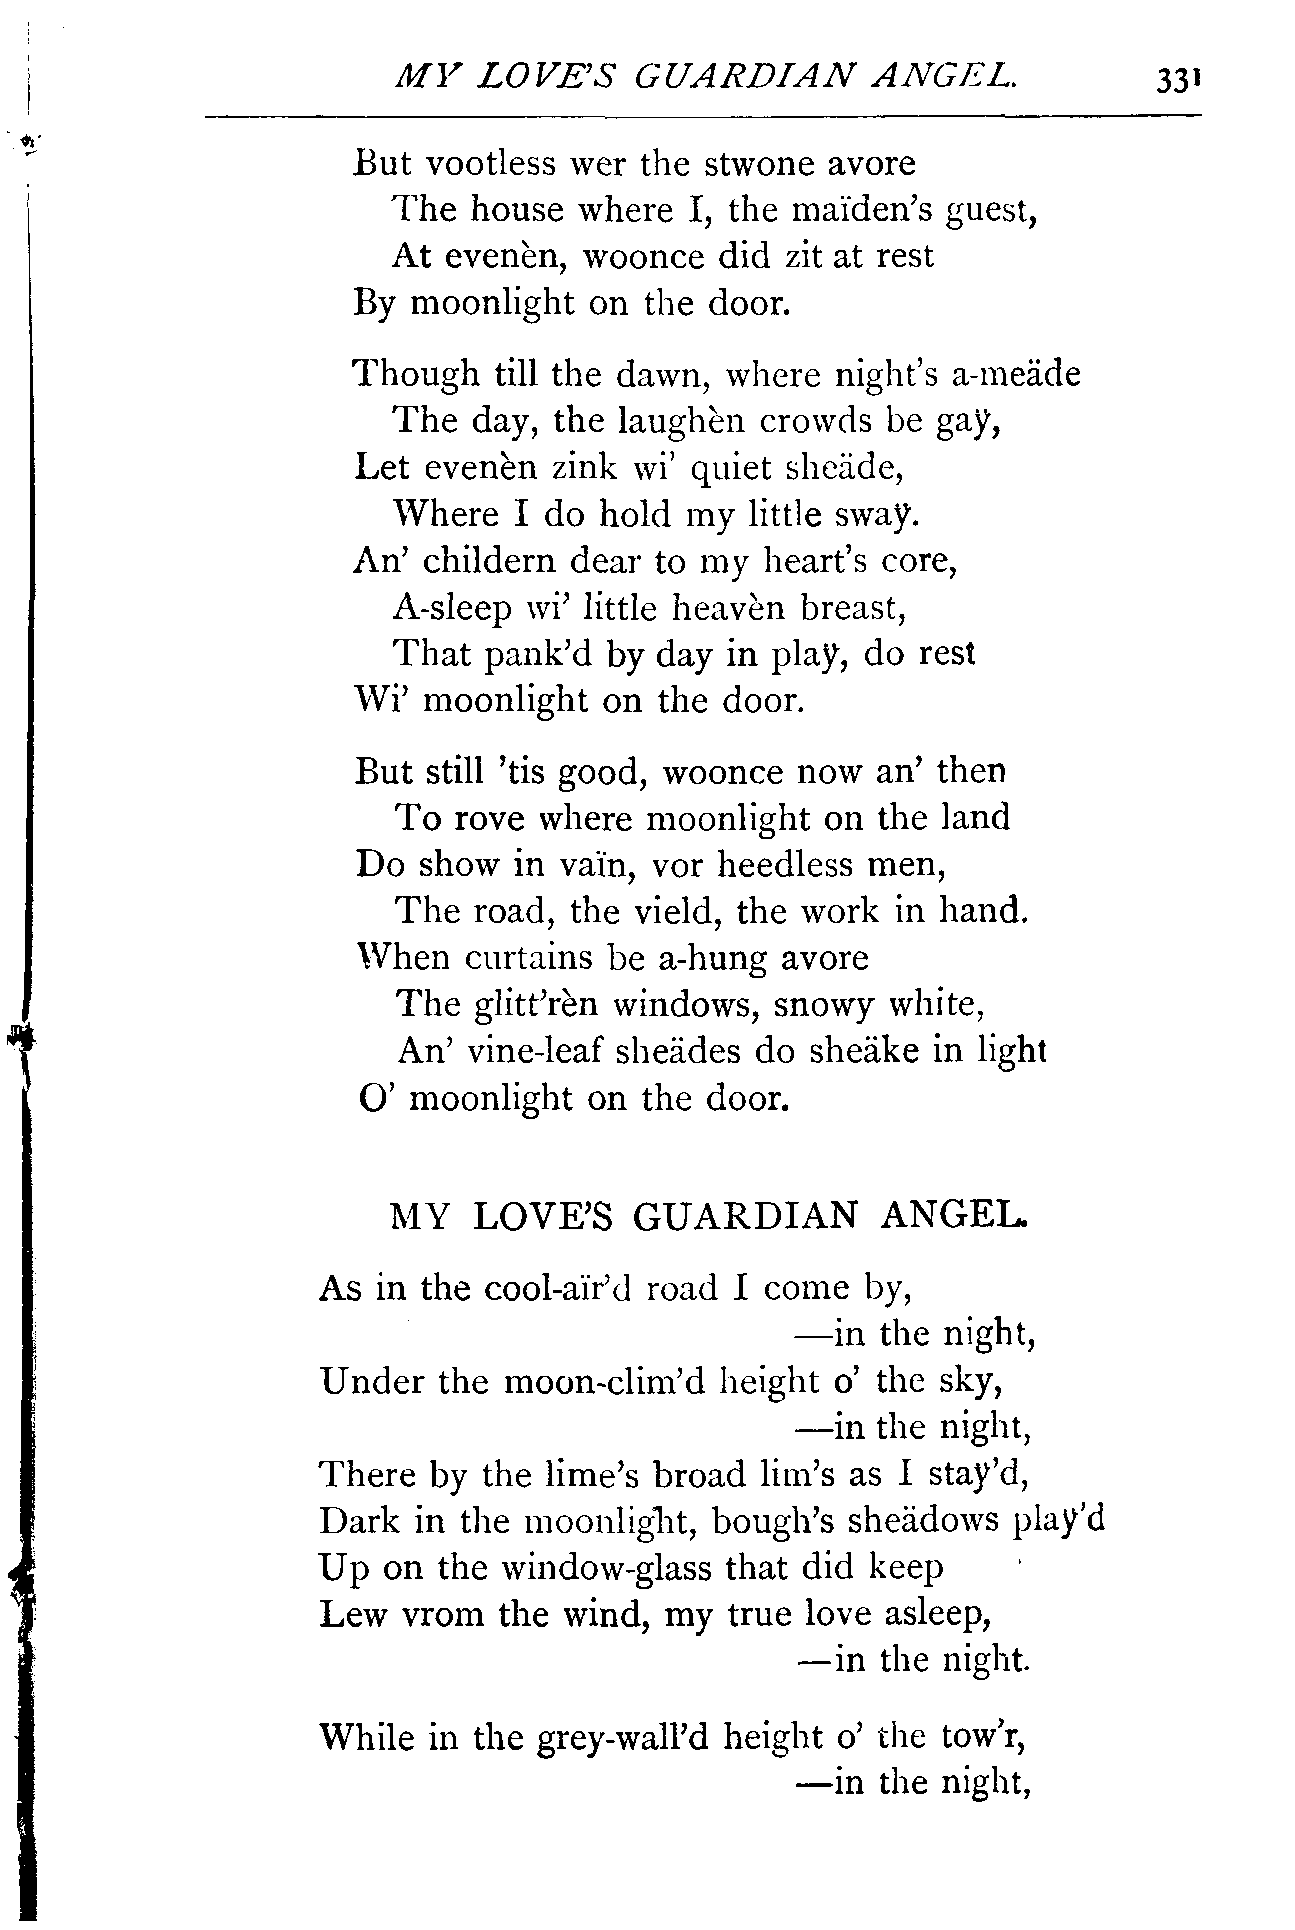 MY LOVE'S GUARDIAN ANGEL. 331
But vootless wer the stwone avore
The house where I, the maïden's guest,
At evenèn, woonce did zit at rest
By moonlight on the door.
Though till the dawn, where night's a-meäde
The day, the laughèn crowds be gaÿ,
Let evenèn zink wi' quiet sheäde,
Where I do hold my little swaÿ.
An' childern dear to my heart's core,
A-sleep wi' little heavèn breast,
That pank'd by day in plaÿ, do rest
Wi' moonlight on the door.
But still 'tis good, woonce now an' then
To rove where moonlight on the land
Do show in vaïn, vor heedless men,
The road, the vield, the work in hand.
When curtains be a-hung avore
The glitt'rèn windows, snowy white,
An' vine-leaf sheädes do sheäke in light
O' moonlight on the door.
MY LOVE'S GUARDIAN ANGEL.
As in the cool-aïr'd road I come by,
—in the night,
Under the moon-clim'd height o' the sky,
—in the night,
There by the lime's broad lim's as I staÿ'd,
Dark in the moonlight, bough's sheädows plaÿ'd
Up on the window-glass that did keep
Lew vrom the wind, my true love asleep,
—in the night.
While in the grey-wall'd height o' the tow'r,
—in the night,